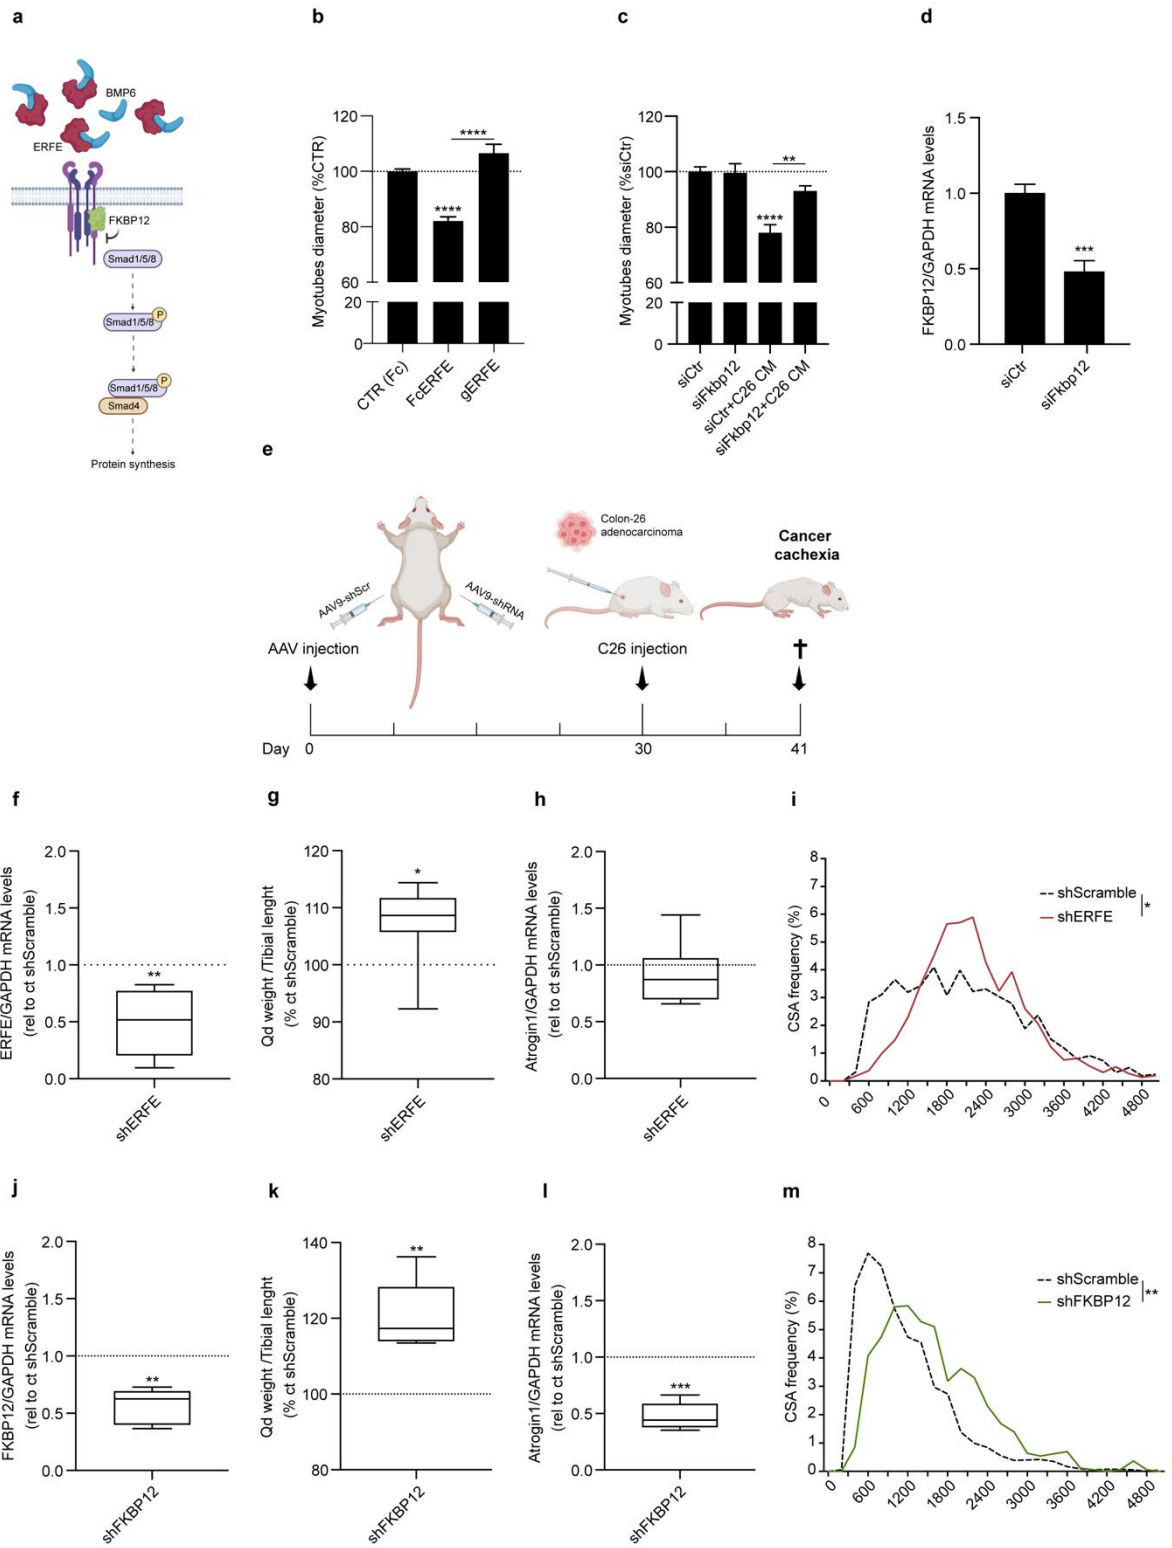 a
BMP6
ERFE
FKBP12
Smad1/5/8
Smad1/5/8
P
Smad1/5/8
P
Smad4
Protein synthesis
b
Myotubes diameter (%CTR)
120
100
80
60
20
0
****
****
CTR (Fc)
FcERFE
gERFE
c
Myotubes diameter (%siCtr)
120
100
80
60
20
0
**
****
siCtr
siFkbp12
siCtr+C26 CM
siFkbp12+C26 CM
d
FKBP12/GAPDH mRNA levels
1.5
1.0
0.5
0.0
***
siCtr
siFkbp12
e
AAV9-shScr
AAV9-shRNA
Colon-26
adenocarcinoma
Cancer
cachexia
AAV injection
C26 injection
Day
0
30
41
f
ERFE/GAPDH mRNA levels
(rel to ct shScramble)
2.0
1.5
1.0
0.5
0.0
**
shERFE
g
Qd weight /Tibial lenght
(% ct shScramble)
120
110
100
90
80
*
shERFE
h
Atrogin1/GAPDH mRNA levels
(rel to ct shScramble)
2.0
1.5
1.0
0.5
0.0
shERFE
i
CSA frequency (%)
8
7
6
5
4
3
2
1
0
shScramble
shERFE
*
0
600
1200
1800
2400
3000
3600
4200
4800
j
FKBP12/GAPDH mRNA levels
(rel to ct shScramble)
2.0
1.5
1.0
0.5
0.0
**
shFKBP12
k
Qd weight /Tibial lenght
(% ct shScramble)
140
120
100
80
**
shFKBP12
l
Atrogin1/GAPDH mRNA levels
(rel to ct shScramble)
2.0
1.5
1.0
0.5
0.0
***
shFKBP12
m
CSA frequency (%)
8
7
6
5
4
3
2
1
0
shScramble
shFKBP12
**
0
600
1200
1800
2400
3000
3600
4200
4800